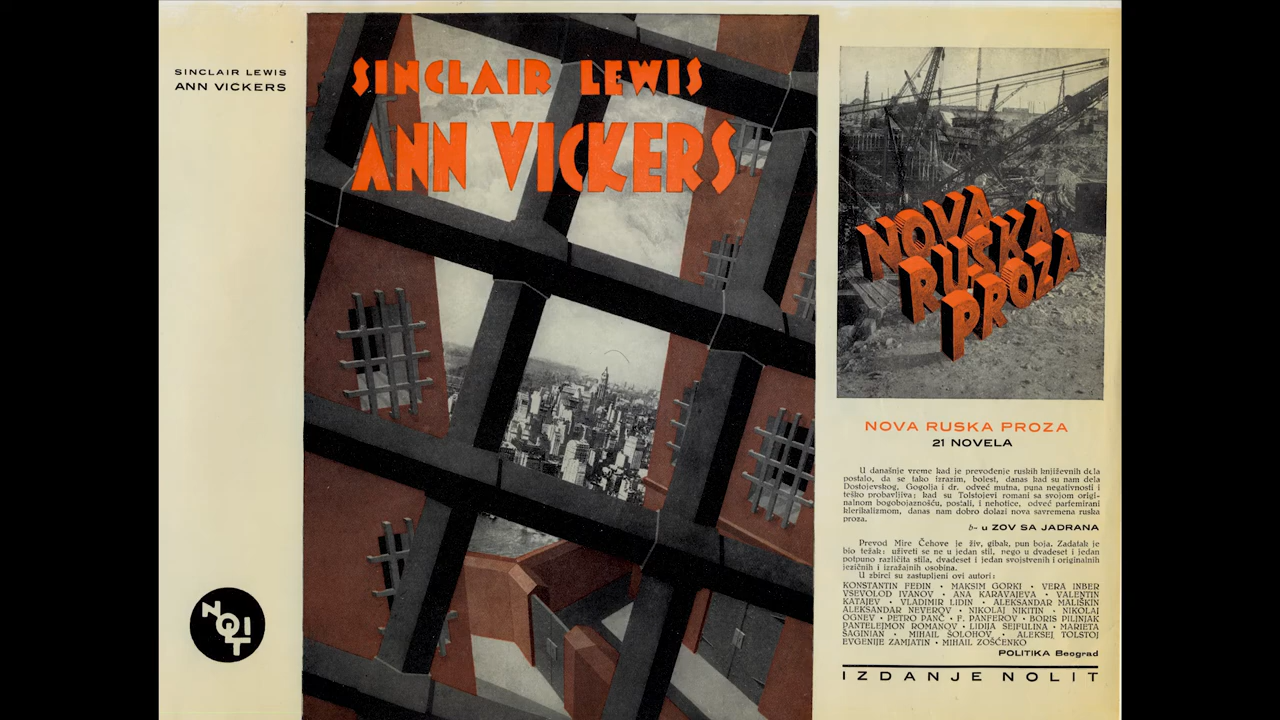 SINCLAIR LEWIS
ANN VICKERS
NOLIT
SINCLAIR LEWIS
ANN VICKERS
NOVA
RUSKA
PROZA
NOVA RUSKA PROZA
21 NOVELA
U današnje vreme kad je prevođenje ruskih književnih dela
postalo, da se tako izrazim, bolest, danas kad su nam dela
Dostojevskog, Gogolja i dr. odveć mutna, puna negativnosti i
teško probavljiva; kad su Tolstojevi romani sa svojom origi-
nalnom bogobojaznošću, postali, i nehotice, odveć parfemirani
klerikalizmom, danas nam dobro dolazi nova savremena ruska
proza.
b– u ZOV SA JADRANA
Prevod Mire Čehove je živ, gibak, pun boja. Zadatak je
bio težak: uživeti se ne u jedan stil, nego u dvadeset i jedan
potpuno različita stila, dvadeset i jedan svojstvenih i originalnih
jezičnih i izražajnih osobina.
U zbirci su zastupljeni ovi autori:
KONSTANTIN FEDIN • MAKSIM GORKI • VERA INBER
VSEVOLOD IVANOV • ANA KARAVAJEVA • VALENTIN
KATAJEV • VLADIMIR LIDIN • ALEKSANDAR MALIŠKIN
ALEKSANDAR NEVEROV • NIKOLAJ NIKITIN • NIKOLAJ
OGNEV • PETRO PANČ • F. PANFEROV • BORIS PILJNJAK
PANTELEJMON ROMANOV • LIDIJA SEJFULINA • MARIETA
ŠAGINIAN • MIHAIL ŠOLOHOV • ALEKSEJ TOLSTOJ
EVGENIJE ZAMJATIN • MIHAIL ZOŠČENKO
POLITIKA Beograd
IZDANJE NOLIT